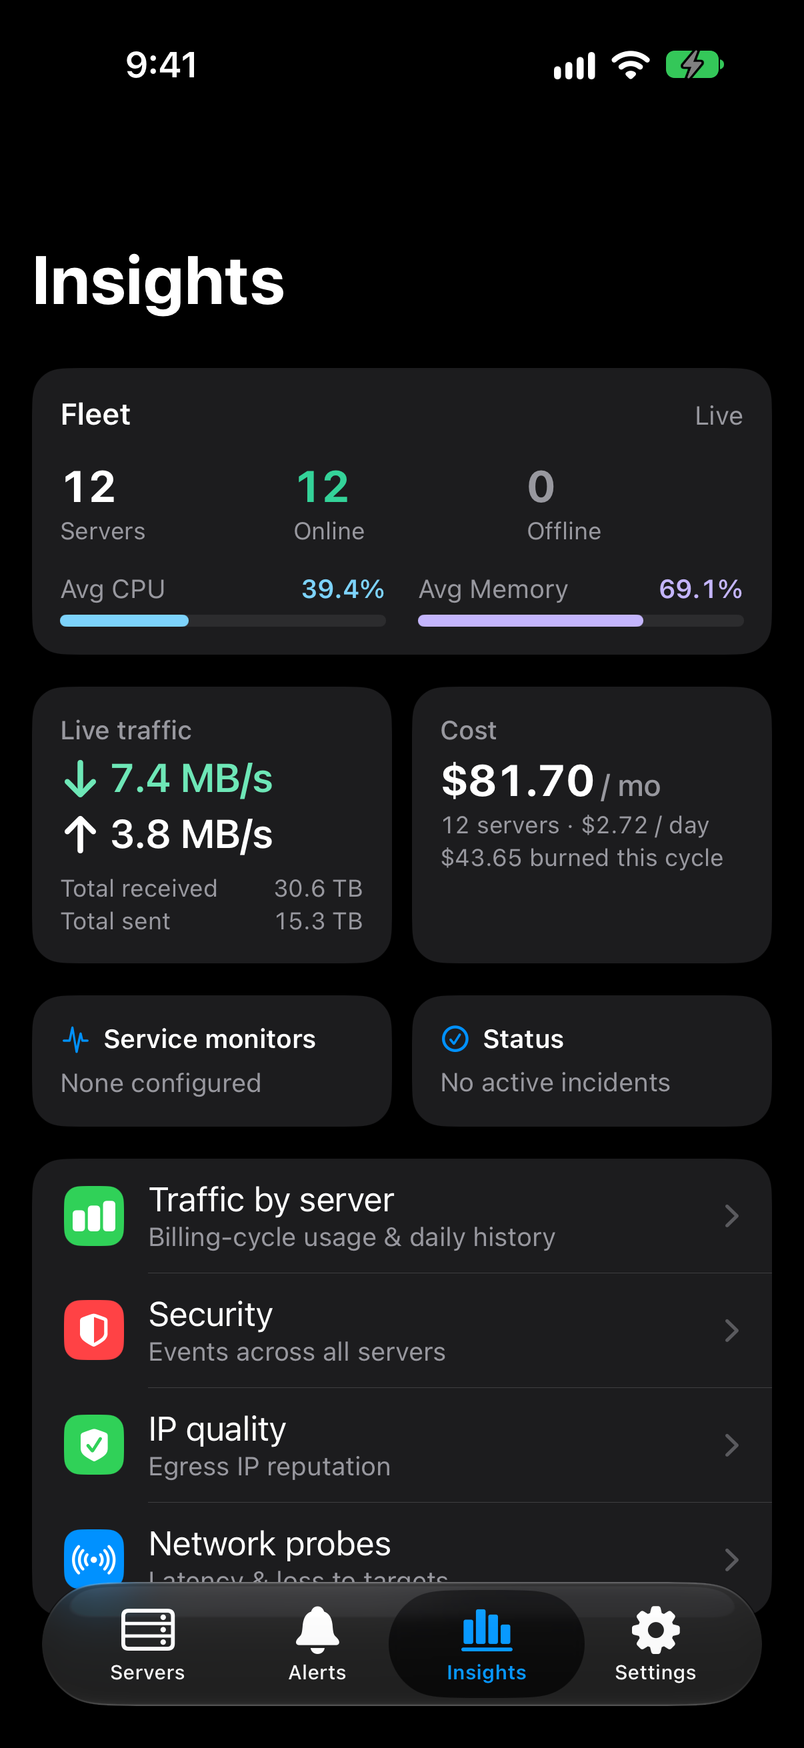 9:41
Insights
Fleet
Live
12
12
0
Servers
Online
Offline
Avg CPU
39.4%
Avg Memory
69.1%
Live traffic
↓ 7.4 MB/s
↑ 3.8 MB/s
Total received
30.6 TB
Total sent
15.3 TB
Cost
$81.70 / mo
12 servers · $2.72 / day
$43.65 burned this cycle
Service monitors
None configured
Status
No active incidents
Traffic by server
Billing-cycle usage & daily history
Security
Events across all servers
IP quality
Egress IP reputation
Network probes
Latency & loss to targets
Servers
Alerts
Insights
Settings